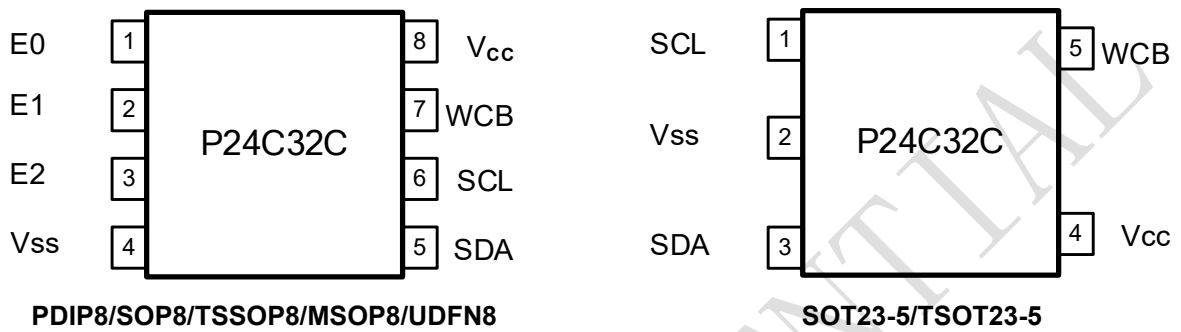 E0 1 8 Vcc
E1 2 7 WCB
P24C32C
E2 3 6 SCL
Vss 4 5 SDA
PDIP8/SOP8/TSSOP8/MSOP8/UDFN8
SCL 1 5 WCB
Vss 2 P24C32C
SDA 3 4 Vcc
SOT23-5/TSOT23-5
NTIAL